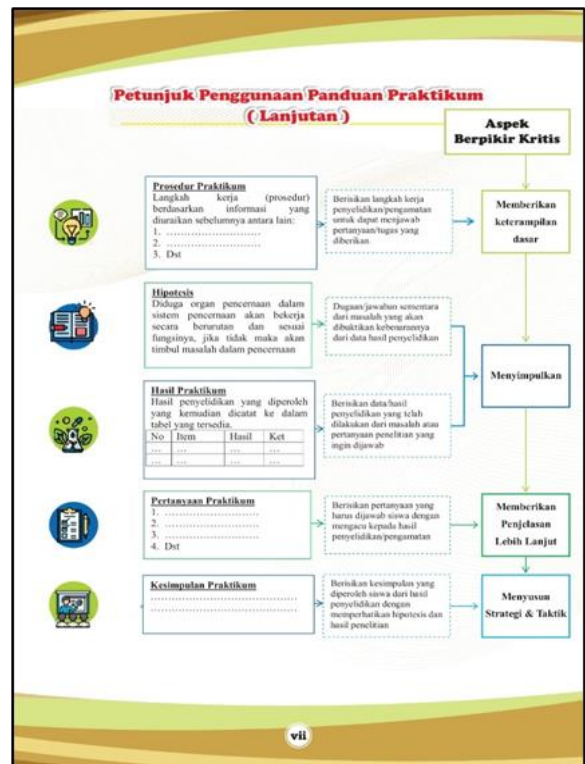 Petunjuk Penggunaan Panduan Praktikum
( Lanjutan )
Aspek
Berpikir Kritis
Prosedur Praktikum
Langkah kerja (prosedur)
berdasarkan informasi yang
diuraikan sebelumnya antara lain:
1. ………………………
2. ………………………
3. Dst
Berisikan langkah kerja
penyelidikan/pengamatan
untuk dapat menjawab
pertanyaan/tugas yang
diberikan
Memberikan
keterampilan
dasar
Hipotesis
Diduga organ pencernaan dalam
sistem pencernaan akan bekerja
secara berurutan dan sesuai
fungsinya, jika tidak maka akan
timbul masalah dalam pencernaan
Dugaan/jawaban sementara
dari masalah yang akan
dibuktikan kebenarannya
dari data hasil penyelidikan
Menyimpulkan
Hasil Praktikum
Hasil penyelidikan yang diperoleh
yang kemudian dicatat ke dalam
tabel yang tersedia.
No Item Hasil Ket
… … … …
… … … …
Berisikan data/hasil
penyelidikan yang telah
dilakukan dari masalah atau
pertanyaan penelitian yang
ingin dijawab
Pertanyaan Praktikum
1. ………………………
2. ………………………
3. ………………………
4. Dst
Berisikan pertanyaan yang
harus dijawab siswa dengan
mengacu kepada hasil
penyelidikan/pengamatan
Memberikan
Penjelasan
Lebih Lanjut
Kesimpulan Praktikum
……………………………………
……………………………………
Berisikan kesimpulan yang
diperoleh siswa dari hasil
penyelidikan dengan
memperhatikan hipotesis dan
hasil penelitian
Menyusun
Strategi & Taktik
vii